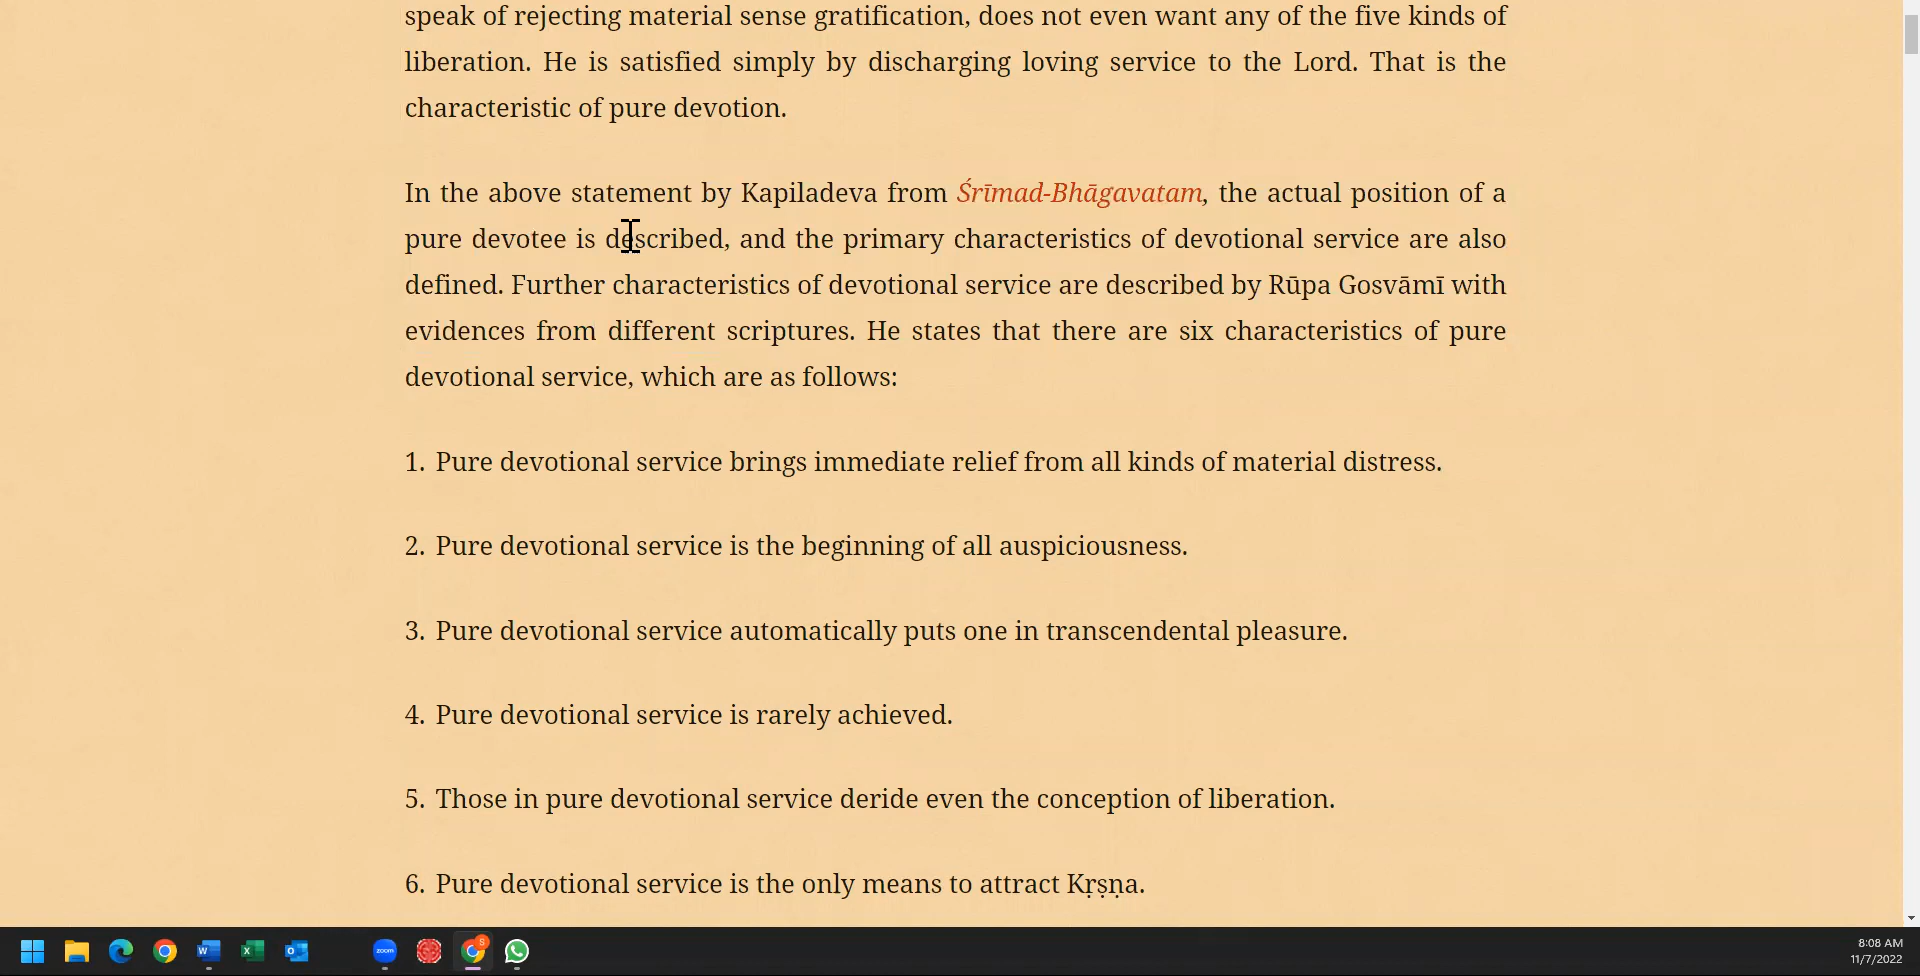 speak of rejecting material sense gratification, does not even want any of the five kinds of
liberation. He is satisfied simply by discharging loving service to the Lord. That is the
characteristic of pure devotion.
In the above statement by Kapiladeva from Śrīmad-Bhāgavatam, the actual position of a
pure devotee is described, and the primary characteristics of devotional service are also
defined. Further characteristics of devotional service are described by Rūpa Gosvāmī with
evidences from different scriptures. He states that there are six characteristics of pure
devotional service, which are as follows:
1. Pure devotional service brings immediate relief from all kinds of material distress.
2. Pure devotional service is the beginning of all auspiciousness.
3. Pure devotional service automatically puts one in transcendental pleasure.
4. Pure devotional service is rarely achieved.
5. Those in pure devotional service deride even the conception of liberation.
6. Pure devotional service is the only means to attract Kṛṣṇa.
W X O zoom S
8:08 AM
11/7/2022